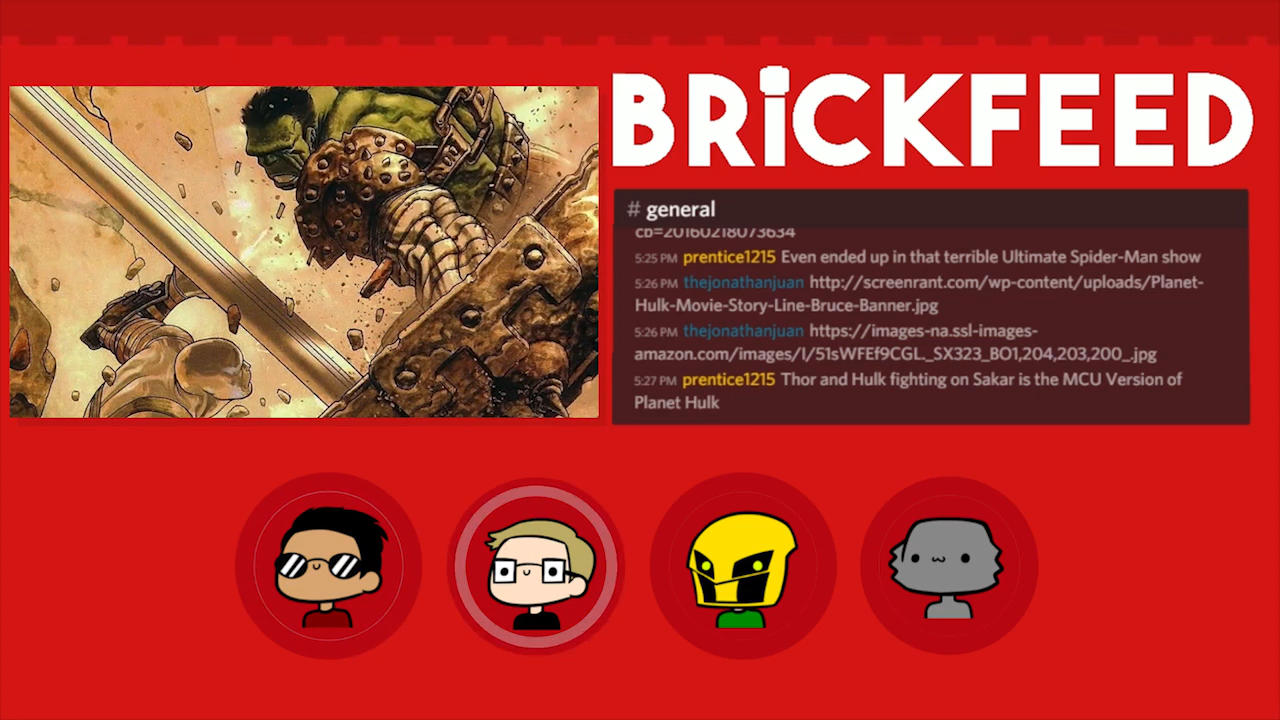 BRiCKFEED
# general
cb=20160218073634
5:25 PM prentice1215 Even ended up in that terrible Ultimate Spider-Man show
5:26 PM thejonathanjuan http://screenrant.com/wp-content/uploads/Planet-
Hulk-Movie-Story-Line-Bruce-Banner.jpg
5:26 PM thejonathanjuan https://images-na.ssl-images-
amazon.com/images/I/51sWFEf9CGL._SX323_BO1,204,203,200_.jpg
5:27 PM prentice1215 Thor and Hulk fighting on Sakar is the MCU Version of
Planet Hulk